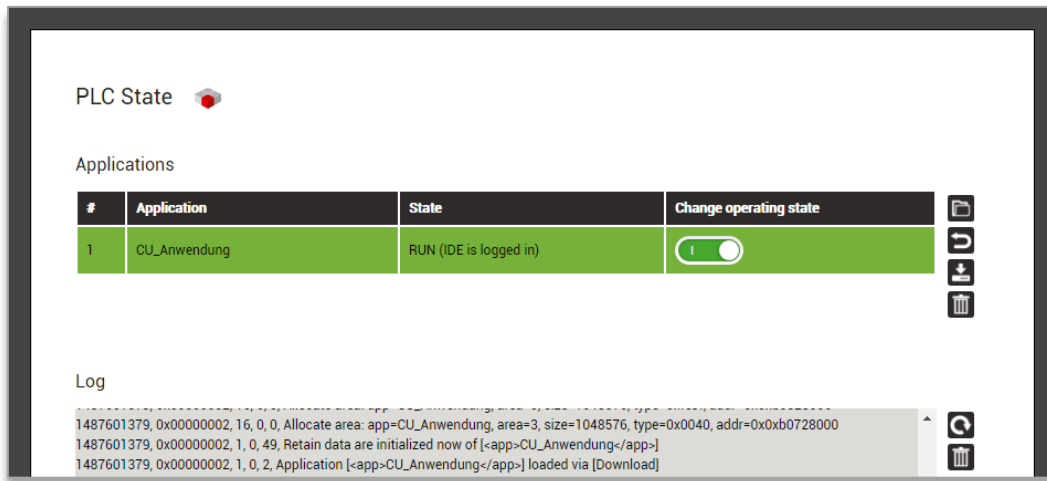 PLC State
Applications
# Application State Change operating state
1 CU_Anwendung RUN (IDE is logged in) I
Log
1487601379, 0x00000002, 16, 0, 0, Allocate area: app=CU_Anwendung, area=3, size=1048576, type=0x0040, addr=0x0xb0728000
1487601379, 0x00000002, 1, 0, 49, Retain data are initialized now of [<app>CU_Anwendung</app>]
1487601379, 0x00000002, 1, 0, 2, Application [<app>CU_Anwendung</app>] loaded via [Download]